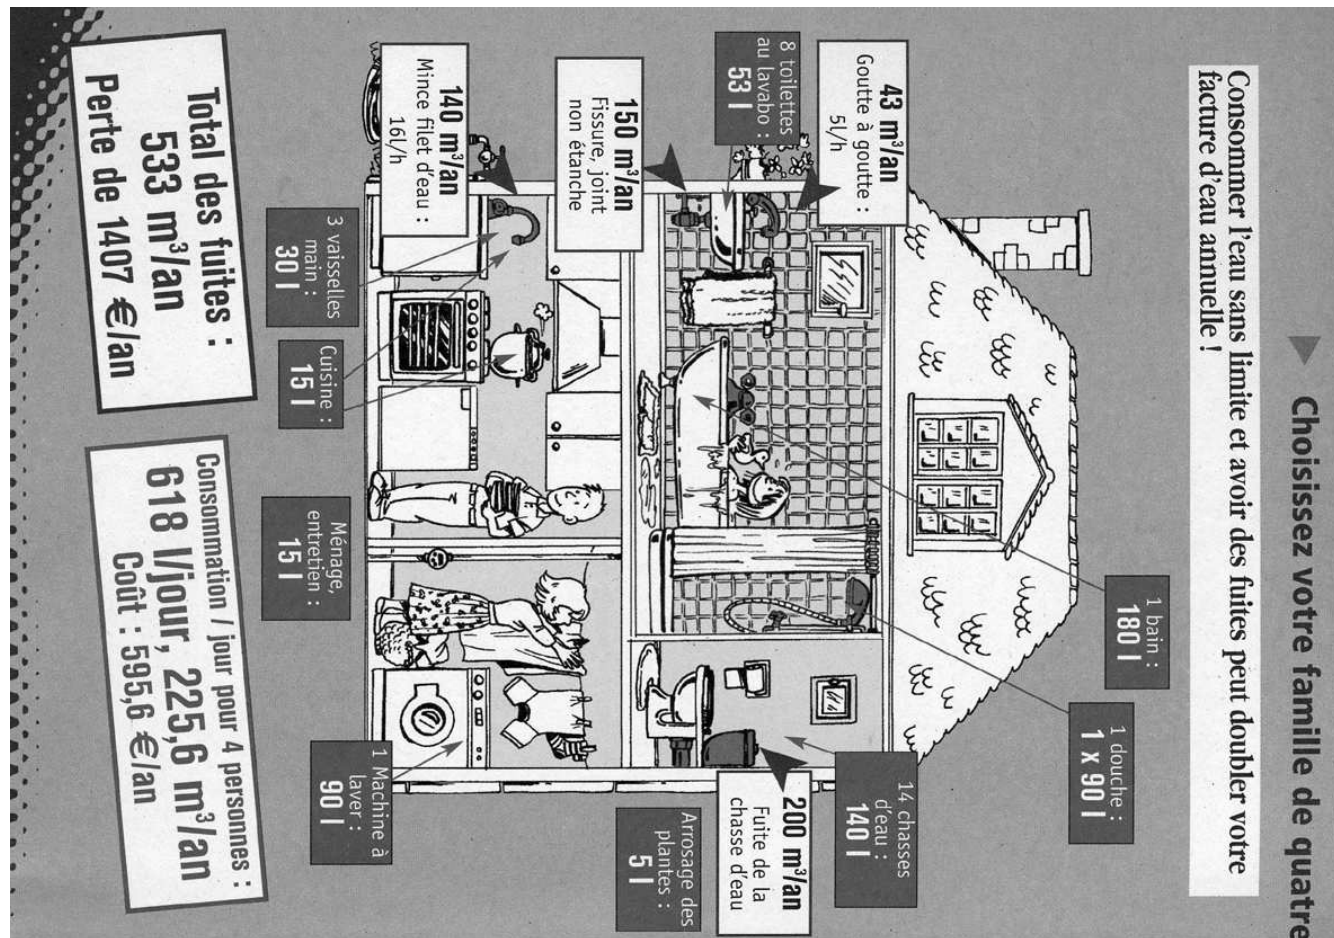 Choisissez votre famille de quatre
Consommer l'eau sans limite et avoir des fuites peut doubler votre
facture d'eau annuelle !
1 bain :
180 l
1 douche :
1 x 90 l
43 m³/an
Goutte à goutte :
5l/h
8 toilettes
au lavabo :
53 l
14 chasses
d'eau :
140 l
150 m³/an
Fissure, joint
non étanche
200 m³/an
Fuite de la
chasse d'eau
Arrosage des
plantes :
5 l
140 m³/an
Mince filet d'eau :
16l/h
3 vaisselles
main :
30 l
Cuisine :
15 l
Ménage,
entretien :
15 l
1 Machine à
laver :
90 l
Total des fuites :
533 m³/an
Perte de 1407 €/an
Consommation / jour pour 4 personnes :
618 l/jour, 225,6 m³/an
Coût : 595,6 €/an